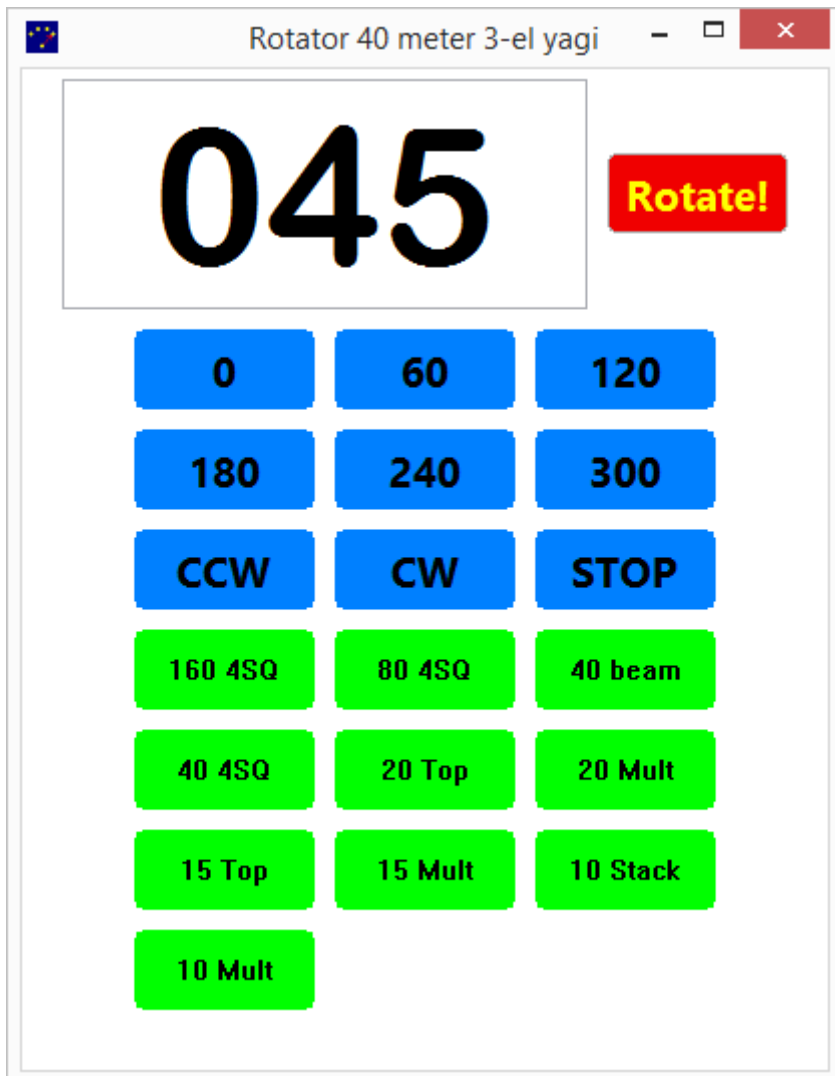 Rotator 40 meter 3-el yagi
045
Rotate!
0 60 120
180 240 300
CCW CW STOP
160 4SQ 80 4SQ 40 beam
40 4SQ 20 Top 20 Mult
15 Top 15 Mult 10 Stack
10 Mult